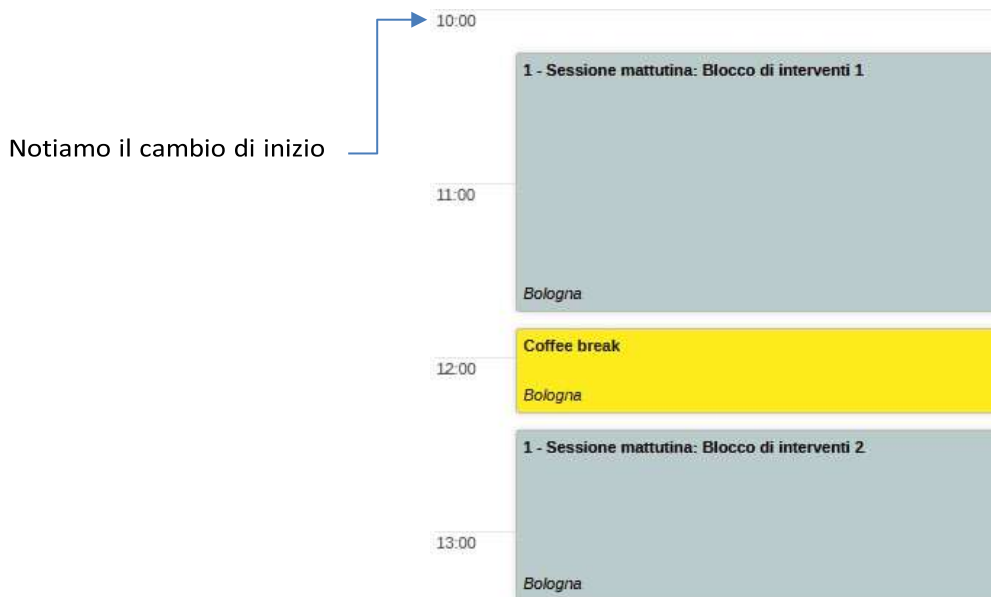 10:00
1 - Sessione mattutina: Blocco di interventi 1
Notiamo il cambio di inizio
11:00
Bologna
Coffee break
12:00
Bologna
1 - Sessione mattutina: Blocco di interventi 2
13:00
Bologna